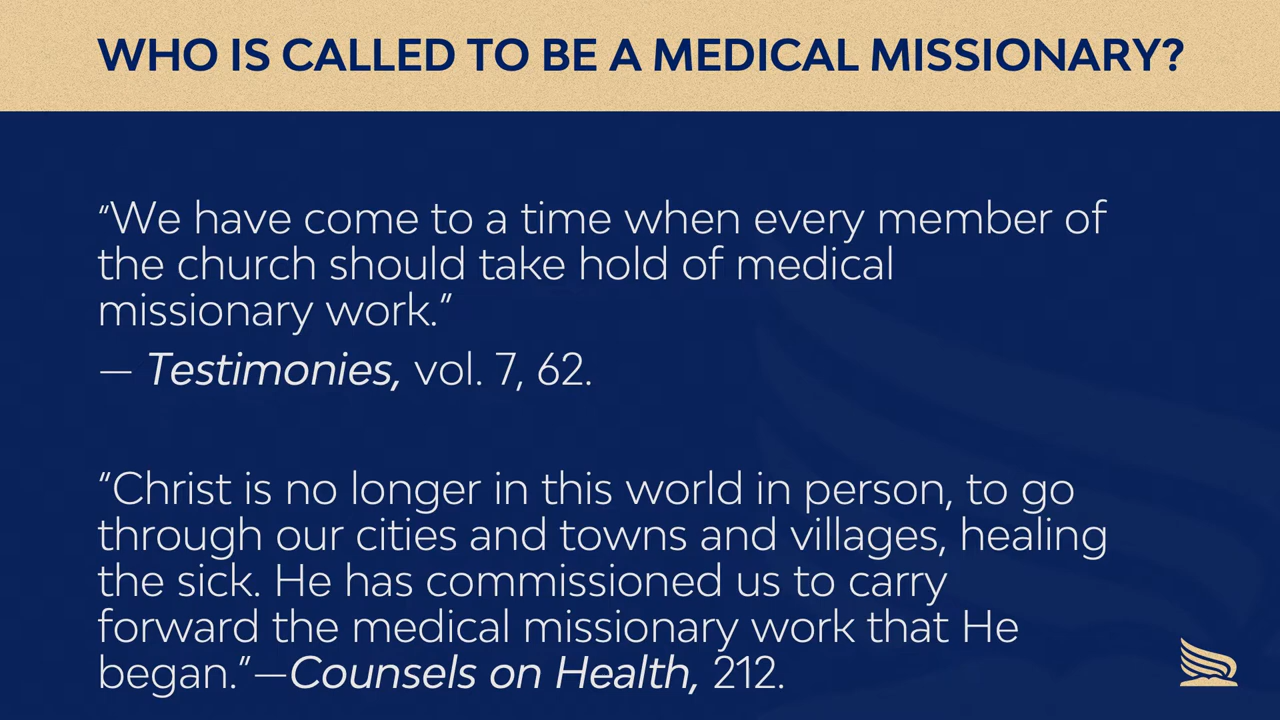 WHO IS CALLED TO BE A MEDICAL MISSIONARY?
“We have come to a time when every member of
the church should take hold of medical
missionary work.”
— Testimonies, vol. 7, 62.
“Christ is no longer in this world in person, to go
through our cities and towns and villages, healing
the sick. He has commissioned us to carry
forward the medical missionary work that He
began.”—Counsels on Health, 212.